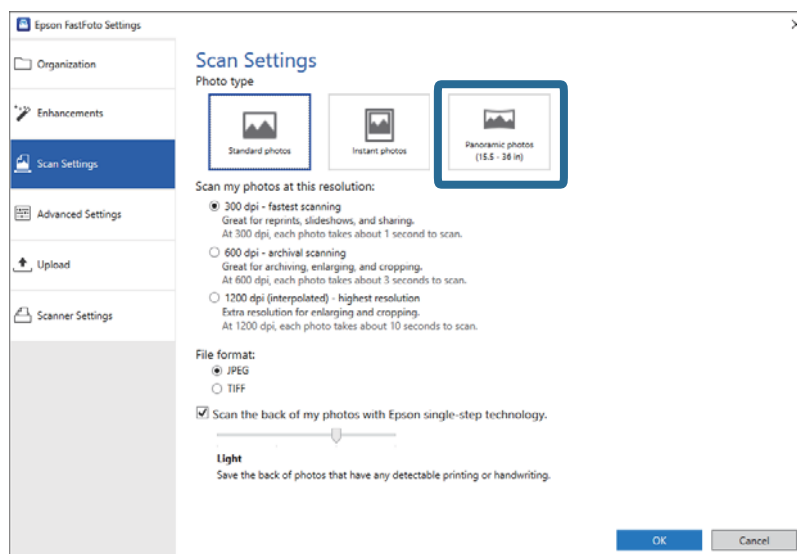 Epson FastFoto Settings
Organization
Enhancements
Scan Settings
Advanced Settings
Upload
Scanner Settings
Scan Settings
Photo type
Standard photos
Instant photos
Panoramic photos
(15.5 - 36 in)
Scan my photos at this resolution:
300 dpi - fastest scanning
Great for reprints, slideshows, and sharing.
At 300 dpi, each photo takes about 1 second to scan.
600 dpi - archival scanning
Great for archiving, enlarging, and cropping.
At 600 dpi, each photo takes about 3 seconds to scan.
1200 dpi (interpolated) - highest resolution
Extra resolution for enlarging and cropping.
At 1200 dpi, each photo takes about 10 seconds to scan.
File format:
JPEG
TIFF
Scan the back of my photos with Epson single-step technology.
Light
Save the back of photos that have any detectable printing or handwriting.
OK
Cancel